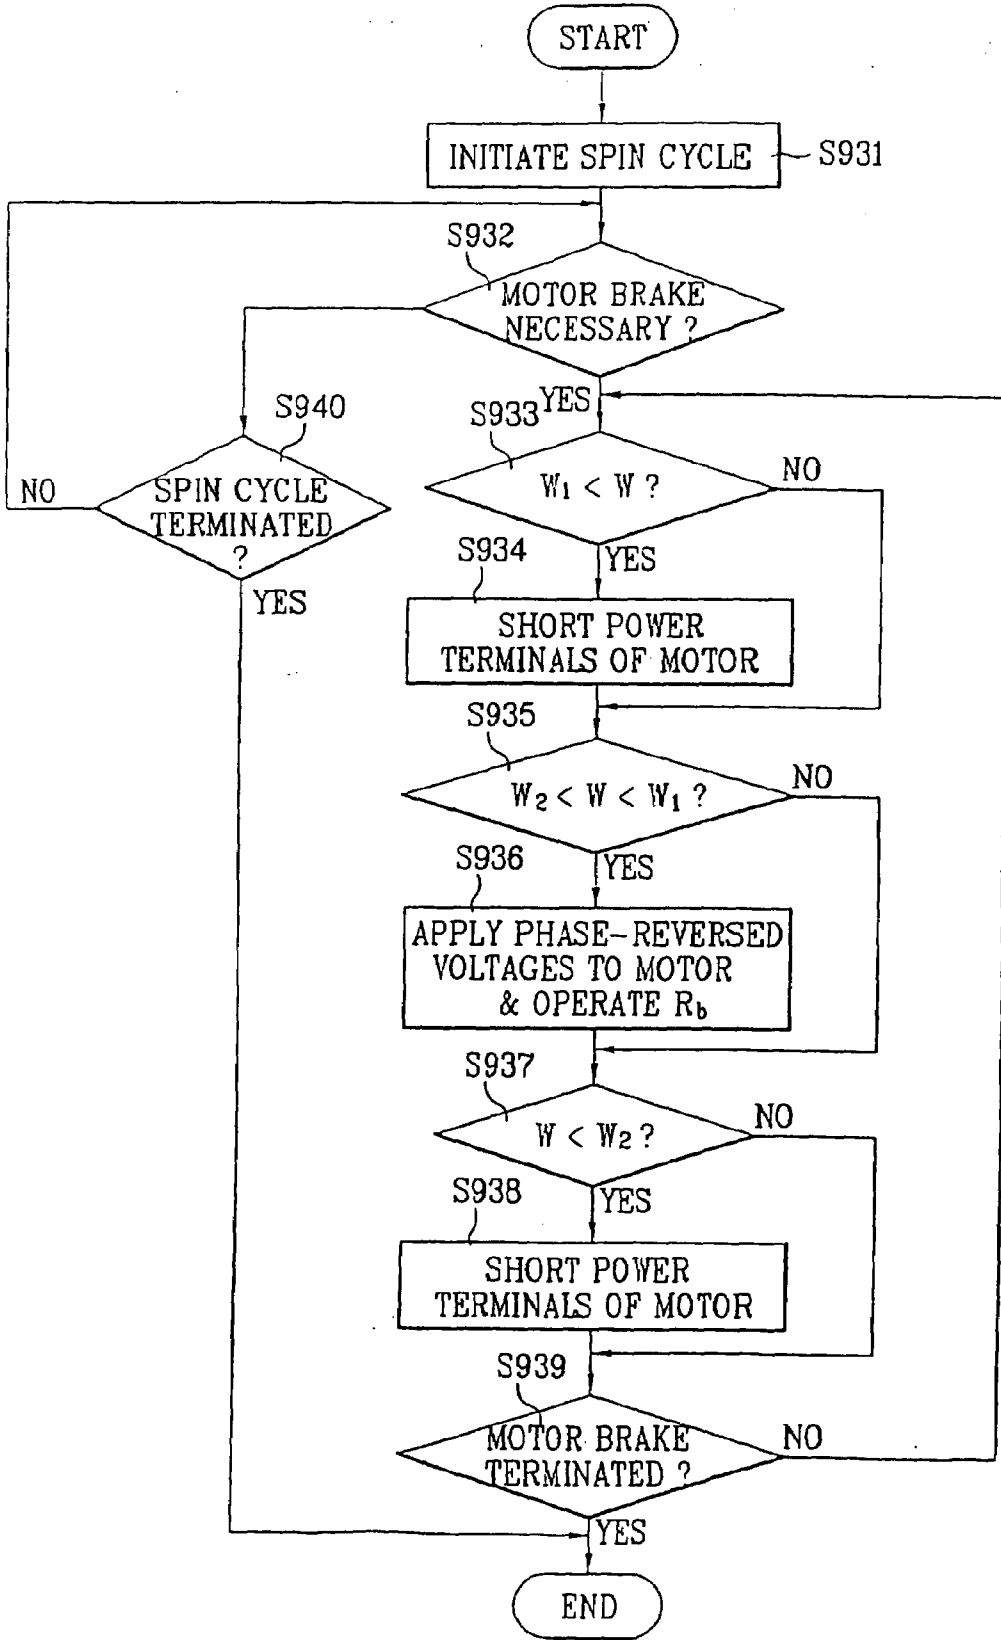 START
INITIATE SPIN CYCLE
S931
S932
MOTOR BRAKE
NECESSARY ?
YES
S940
SPIN CYCLE
TERMINATED
?
NO
YES
S933
W₁ < W ?
NO
YES
S934
SHORT POWER
TERMINALS OF MOTOR
S935
W₂ < W < W₁ ?
NO
YES
S936
APPLY PHASE-REVERSED
VOLTAGES TO MOTOR
& OPERATE Rb
S937
W < W₂ ?
NO
YES
S938
SHORT POWER
TERMINALS OF MOTOR
S939
MOTOR BRAKE
TERMINATED ?
NO
YES
END